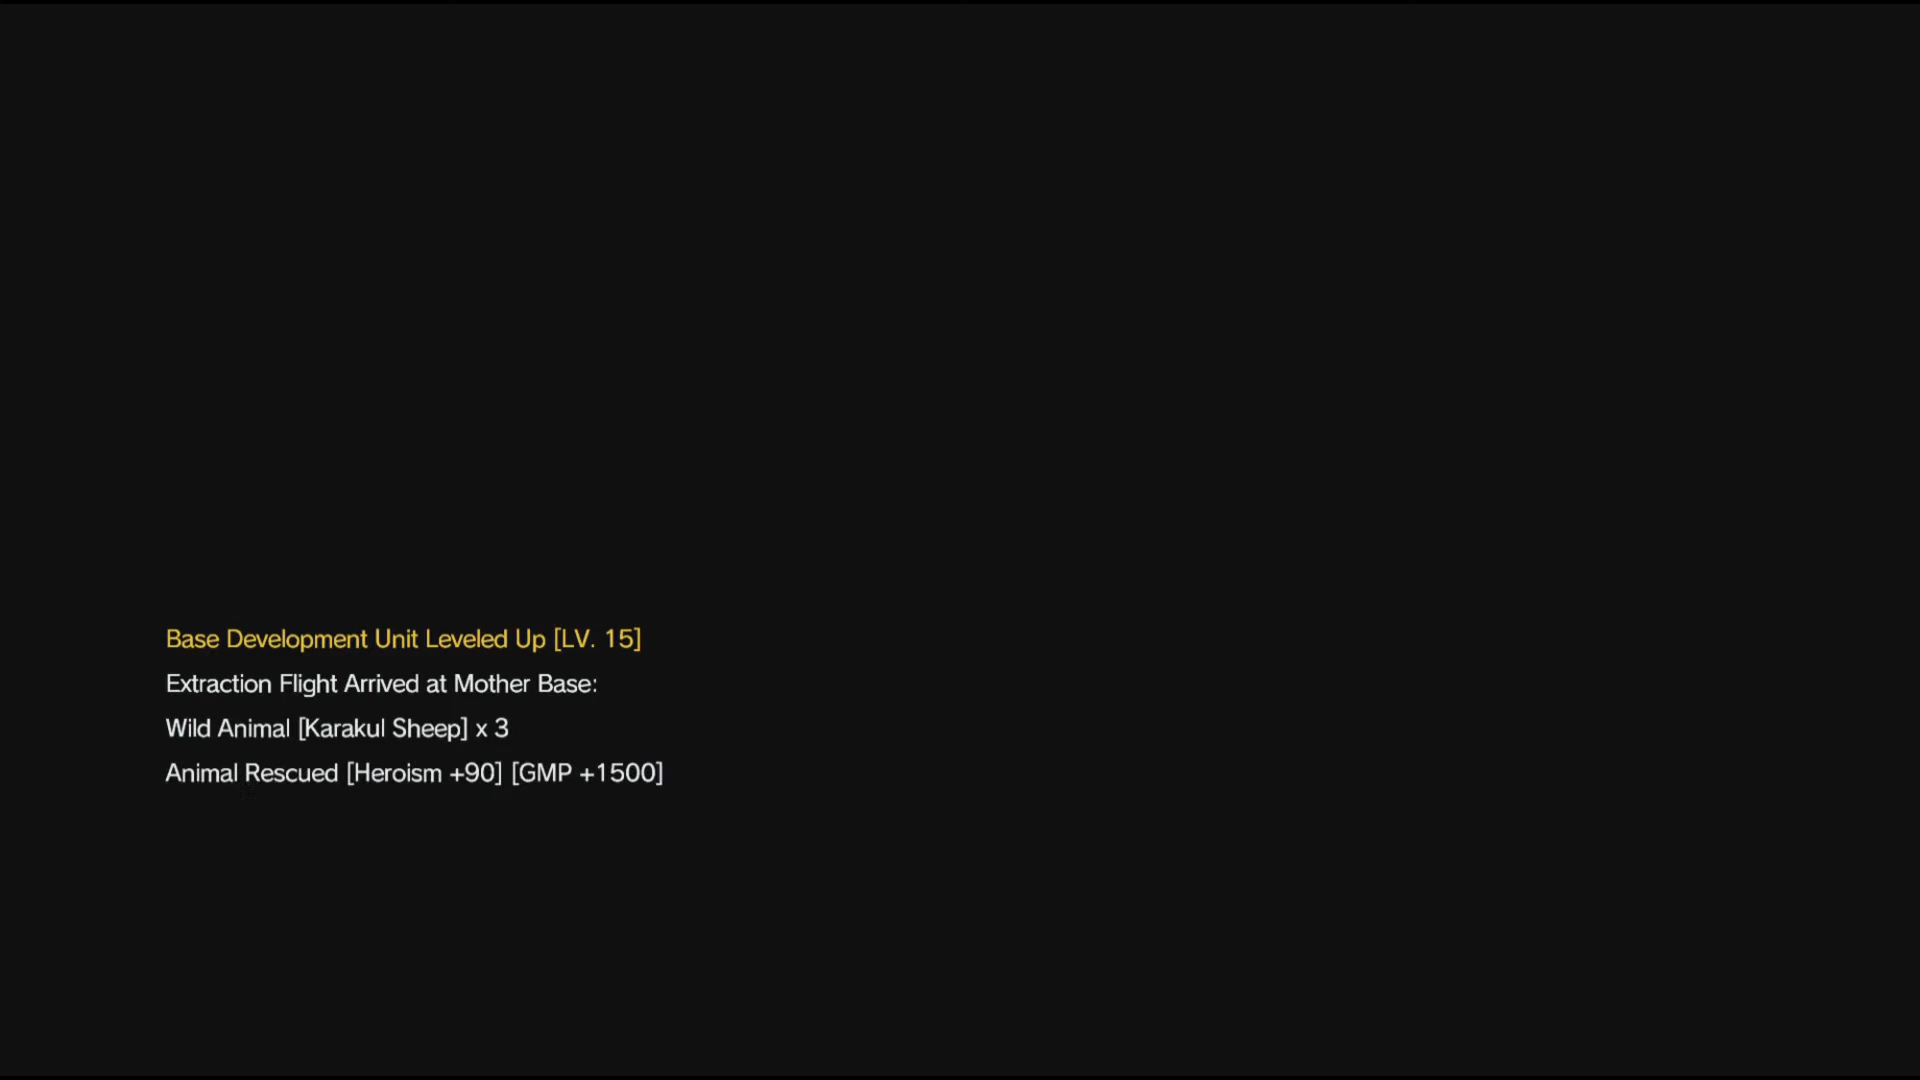 Base Development Unit Leveled Up [LV. 15]
Extraction Flight Arrived at Mother Base:
Wild Animal [Karakul Sheep] x 3
Animal Rescued [Heroism +90] [GMP +1500]